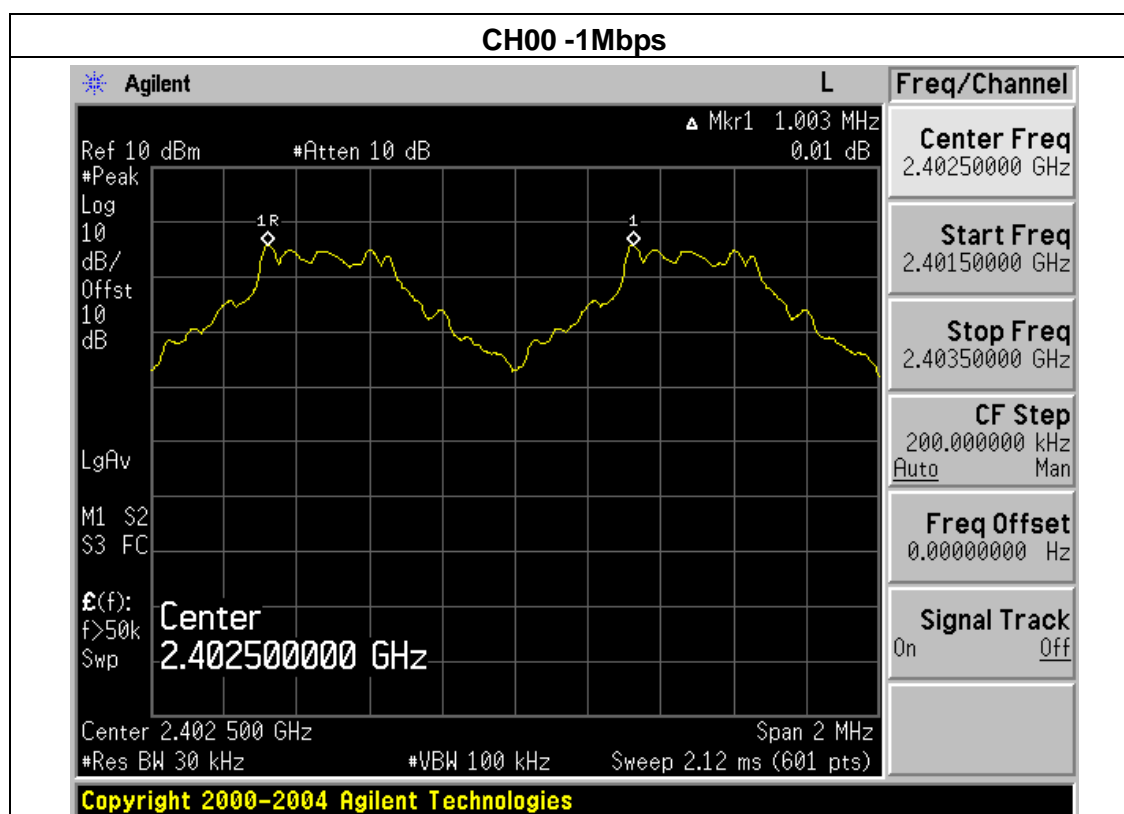 CH00 -1Mbps
Agilent L Freq/Channel
Δ Mkr1 1.003 MHz
Ref 10 dBm #Atten 10 dB 0.01 dB
#Peak
Log
10
dB/
Offst
10
dB
1R
1
LgAv
M1 S2
S3 FC
£(f):
f>50k
Swp
Center
2.402500000 GHz
Center 2.402 500 GHz Span 2 MHz
#Res BW 30 kHz #VBW 100 kHz Sweep 2.12 ms (601 pts)
Center Freq
2.40250000 GHz
Start Freq
2.40150000 GHz
Stop Freq
2.40350000 GHz
CF Step
200.000000 kHz
Auto Man
Freq Offset
0.00000000 Hz
Signal Track
On Off
Copyright 2000-2004 Agilent Technologies